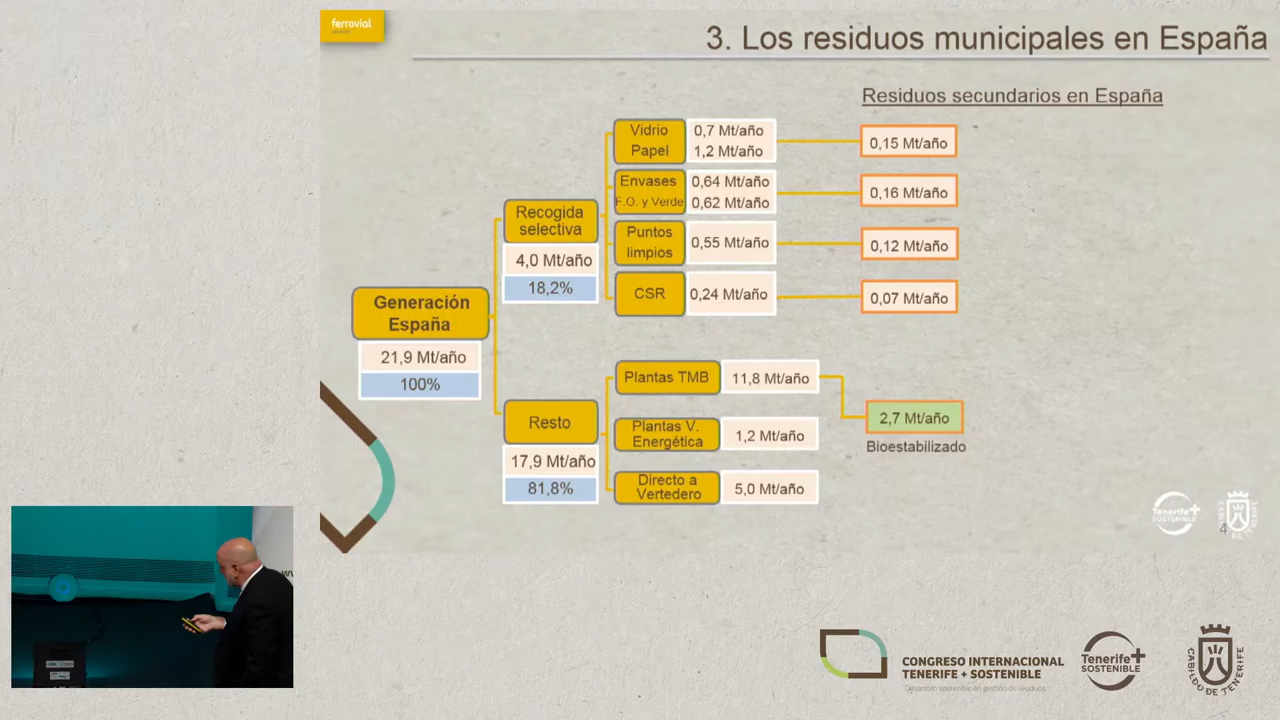 ferrovial
3. Los residuos municipales en España
Residuos secundarios en España
Vidrio
Papel
0,7 Mt/año
1,2 Mt/año
0,15 Mt/año
Envases
F.O. y Verde
0,64 Mt/año
0,62 Mt/año
0,16 Mt/año
Puntos
limpios
0,55 Mt/año
0,12 Mt/año
CSR
0,24 Mt/año
0,07 Mt/año
Recogida
selectiva
4,0 Mt/año
18,2%
Generación
España
21,9 Mt/año
100%
Plantas TMB
11,8 Mt/año
2,7 Mt/año
Bioestabilizado
Resto
17,9 Mt/año
81,8%
Plantas V.
Energética
1,2 Mt/año
Directo a
Vertedero
5,0 Mt/año
Tenerife+
SOSTENIBLE
CABILDO DE TENERIFE
4
CONGRESO INTERNACIONAL
TENERIFE + SOSTENIBLE
Desarrollo sostenible en gestión de residuos
Tenerife+
SOSTENIBLE
CABILDO DE TENERIFE